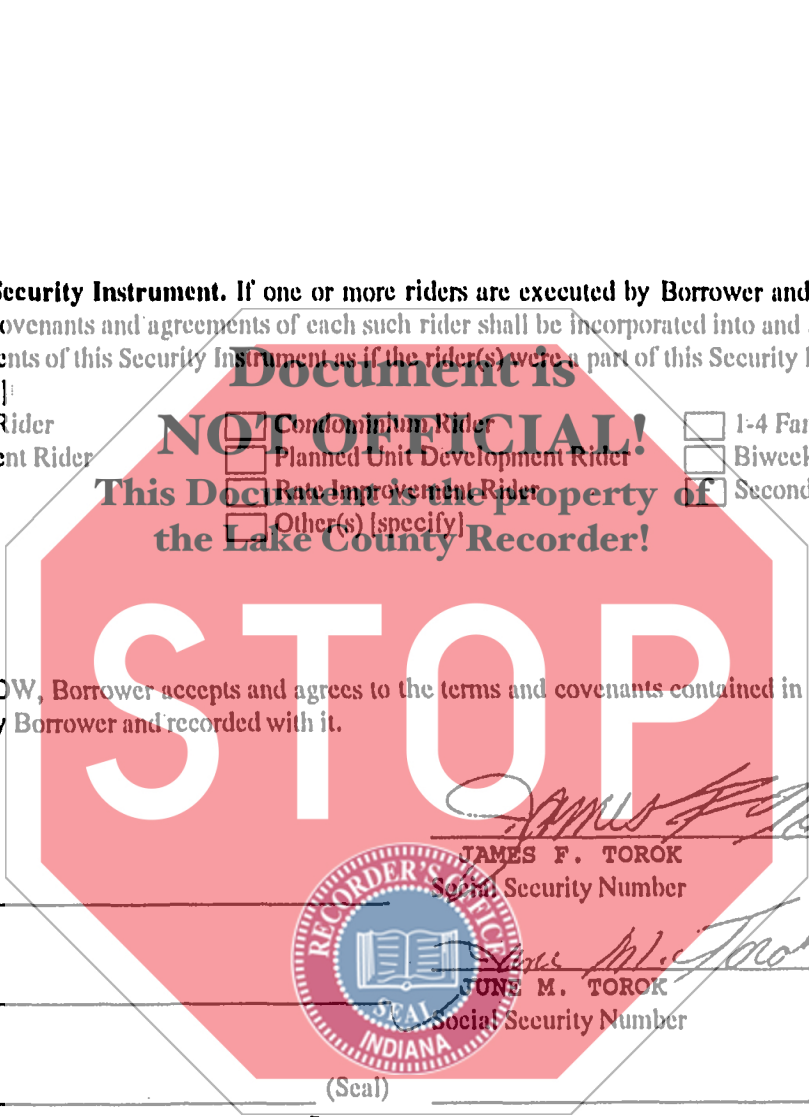 Security Instrument. If one or more riders are executed by Borrower and
ovenants and agreements of each such rider shall be incorporated into and
ents of this Security Instrument as if the rider(s) were a part of this Security
]
Document is
Rider Condominium Rider 1-4 Fa
NOT OFFICIAL!
ent Rider Planned Unit Development Rider Biweek
This Document is the property of
Rate Improvement Rider Second
the Lake County Recorder!
Other(s) [specify]
STOP
OW, Borrower accepts and agrees to the terms and covenants contained in
y Borrower and recorded with it.
James F.
JAMES F. TOROK
Social Security Number
RECORDER'S OFFICE
June M. Toro
JUNE M. TOROK
SEAL
Social Security Number
INDIANA
(Seal)